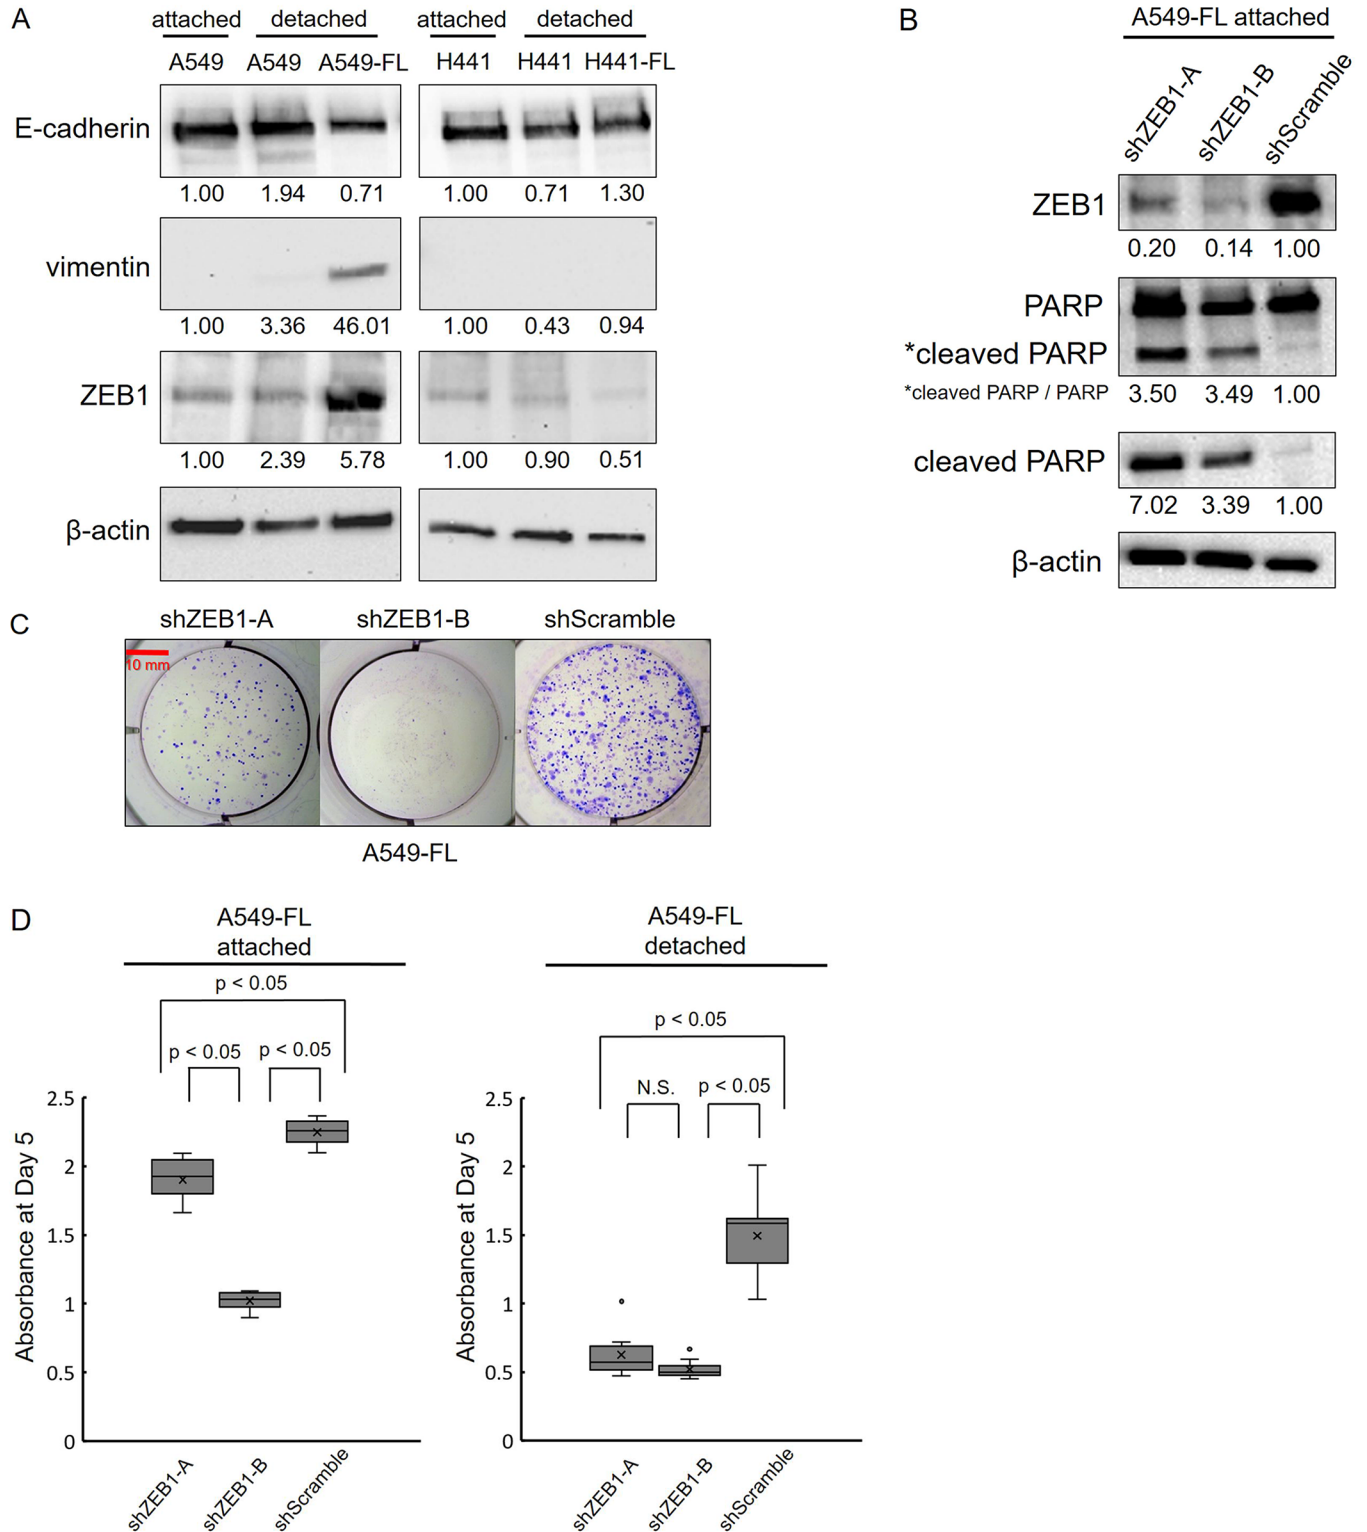 A
attached detached attached detached
A549 A549 A549-FL H441 H441 H441-FL
E-cadherin
1.00 1.94 0.71 1.00 0.71 1.30
vimentin
1.00 3.36 46.01 1.00 0.43 0.94
ZEB1
1.00 2.39 5.78 1.00 0.90 0.51
β-actin
B
A549-FL attached
shZEB1-A shZEB1-B shScramble
ZEB1
0.20 0.14 1.00
PARP
*cleaved PARP
*cleaved PARP / PARP 3.50 3.49 1.00
cleaved PARP
7.02 3.39 1.00
β-actin
C
shZEB1-A shZEB1-B shScramble
10 mm
A549-FL
D
A549-FL
attached
p < 0.05
p < 0.05 p < 0.05
Absorbance at Day 5
2.5
2
1.5
1
0.5
0
shZEB1-A shZEB1-B shScramble
A549-FL
detached
p < 0.05
N.S. p < 0.05
Absorbance at Day 5
2.5
2
1.5
1
0.5
0
shZEB1-A shZEB1-B shScramble